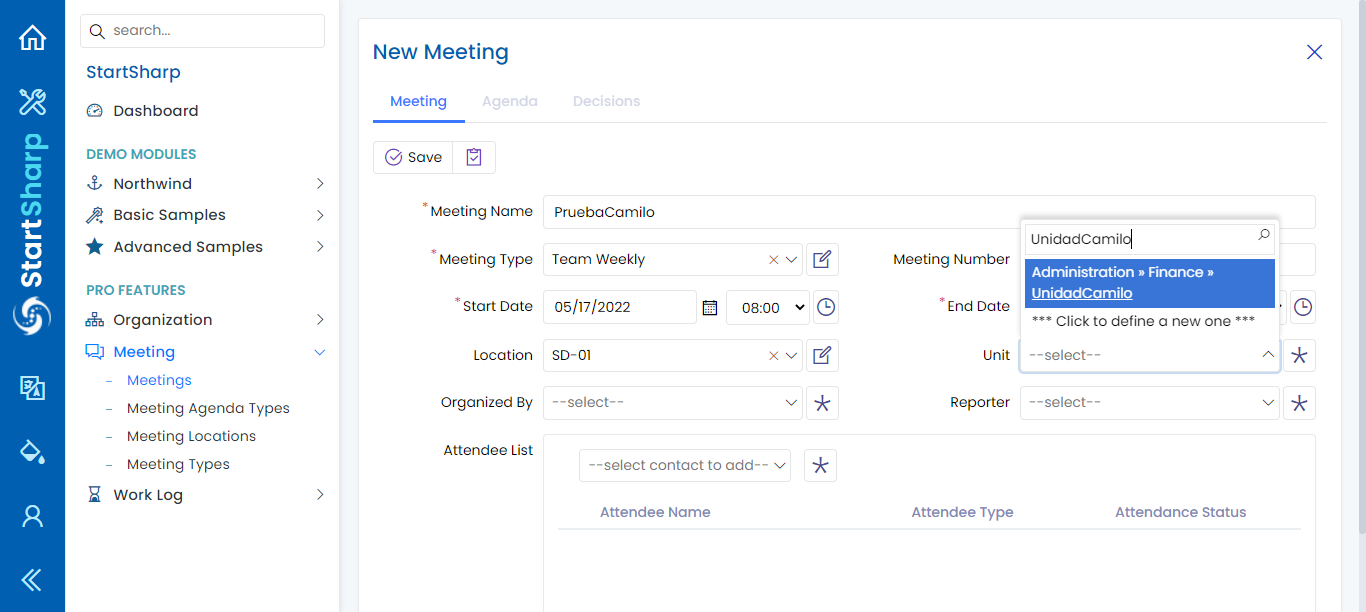 StartSharp
search...
StartSharp
Dashboard
DEMO MODULES
Northwind
Basic Samples
Advanced Samples
PRO FEATURES
Organization
Meeting
Meetings
Meeting Agenda Types
Meeting Locations
Meeting Types
Work Log
New Meeting
Meeting Agenda Decisions
Save
*Meeting Name PruebaCamilo
*Meeting Type Team Weekly Meeting Number
UnidadCamilo
Administration » Finance »
UnidadCamilo
*** Click to define a new one ***
*Start Date 05/17/2022 08:00 *End Date
Location SD-01 Unit --select--
Organized By --select-- Reporter --select--
Attendee List
--select contact to add--
Attendee Name Attendee Type Attendance Status